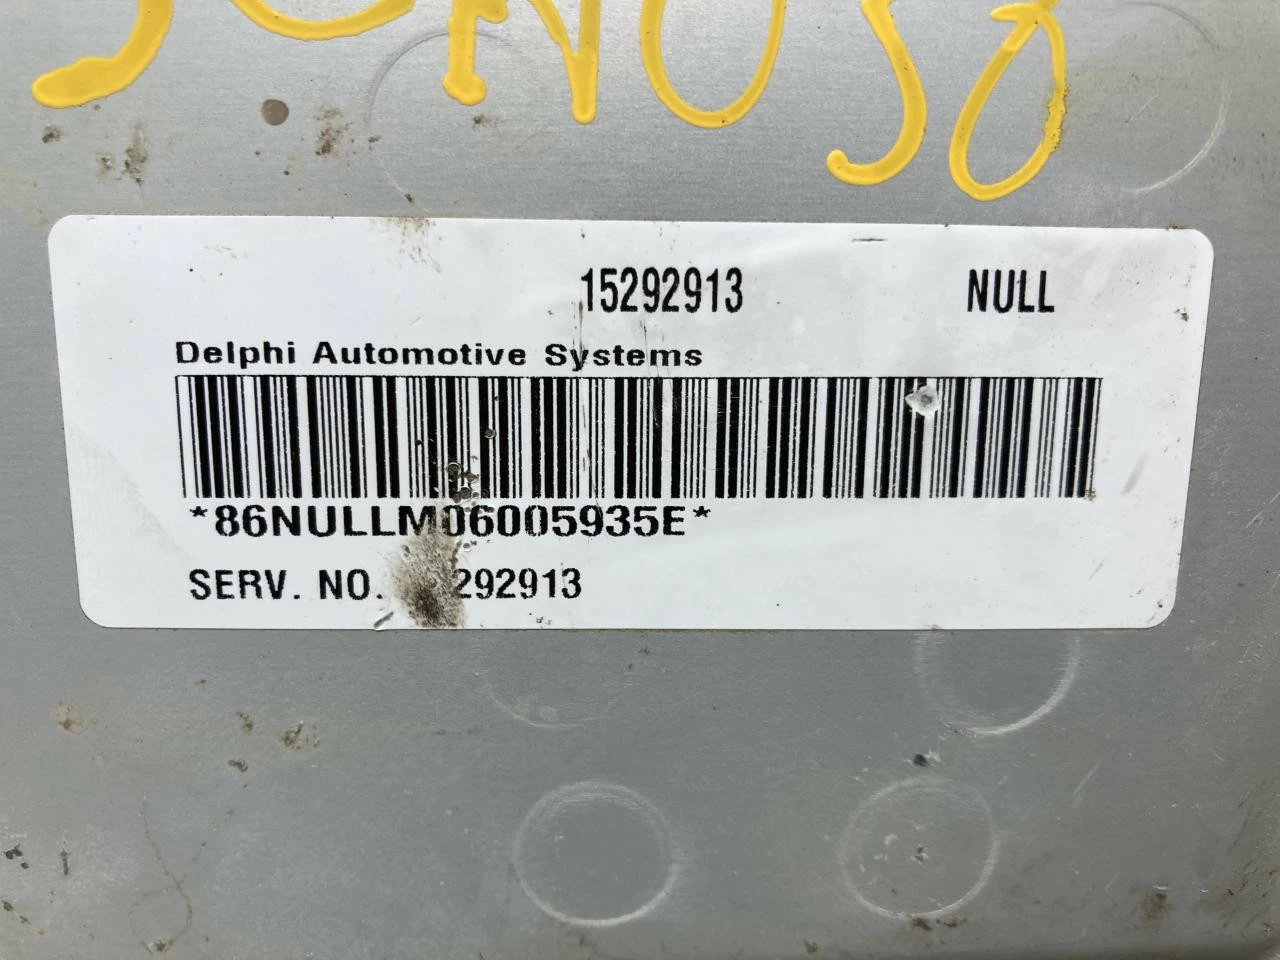 15292913 NULL
Delphi Automotive Systems
*86NULLM06005935E*
SERV. NO. 292913